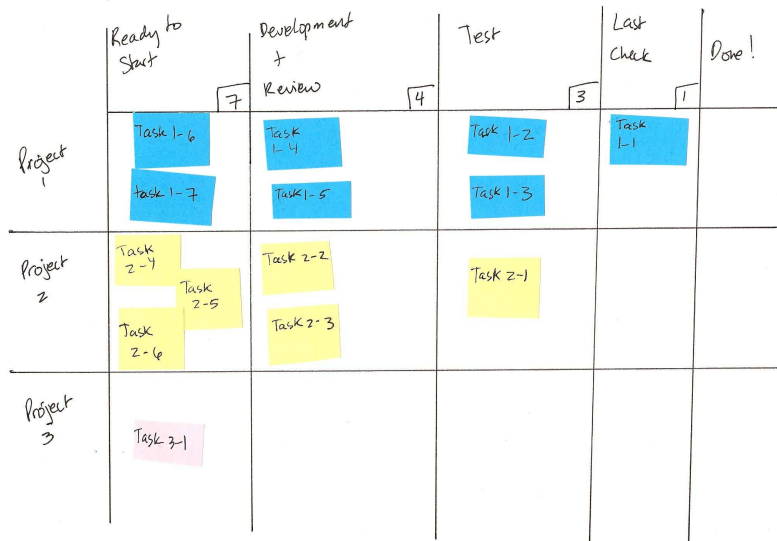 Ready to
Start
7
Development
+
Review
4
Test
3
Last
Check
1
Done!
Project
1
Task 1-6
task 1-7
Task
1-4
Task 1-5
Task 1-2
Task 1-3
Task
1-1
Project
2
Task
2-4
Task
2-5
Task
2-6
Task 2-2
Task 2-3
Task 2-1
Project
3
Task 3-1